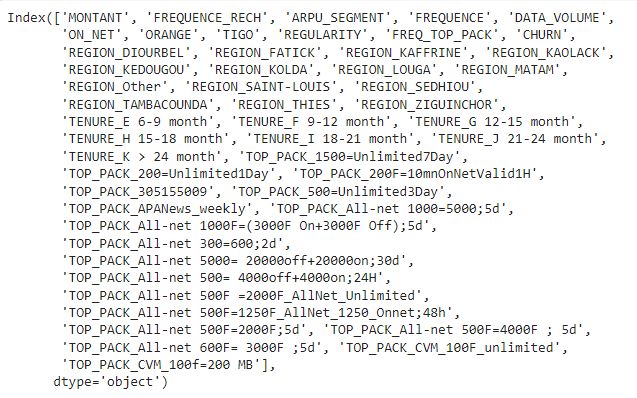 Index(['MONTANT', 'FREQUENCE_RECH', 'ARPU_SEGMENT', 'FREQUENCE', 'DATA_VOLUME',
'ON_NET', 'ORANGE', 'TIGO', 'REGULARITY', 'FREQ_TOP_PACK', 'CHURN',
'REGION_DIOURBEL', 'REGION_FATICK', 'REGION_KAFFRINE', 'REGION_KAOLACK',
'REGION_KEDOUGOU', 'REGION_KOLDA', 'REGION_LOUGA', 'REGION_MATAM',
'REGION_Other', 'REGION_SAINT-LOUIS', 'REGION_SEDHIOU',
'REGION_TAMBACOUNDA', 'REGION_THIES', 'REGION_ZIGUINCHOR',
'TENURE_E 6-9 month', 'TENURE_F 9-12 month', 'TENURE_G 12-15 month',
'TENURE_H 15-18 month', 'TENURE_I 18-21 month', 'TENURE_J 21-24 month',
'TENURE_K > 24 month', 'TOP_PACK_1500=Unlimited7Day',
'TOP_PACK_200=Unlimited1Day', 'TOP_PACK_200F=10mnOnNetValid1H',
'TOP_PACK_305155009', 'TOP_PACK_500=Unlimited3Day',
'TOP_PACK_APANews_weekly', 'TOP_PACK_All-net 1000=5000;5d',
'TOP_PACK_All-net 1000F=(3000F On+3000F Off);5d',
'TOP_PACK_All-net 300=600;2d',
'TOP_PACK_All-net 5000= 20000off+20000on;30d',
'TOP_PACK_All-net 500= 4000off+4000on;24H',
'TOP_PACK_All-net 500F =2000F_AllNet_Unlimited',
'TOP_PACK_All-net 500F=1250F_AllNet_1250_Onnet;48h',
'TOP_PACK_All-net 500F=2000F;5d', 'TOP_PACK_All-net 500F=4000F ; 5d',
'TOP_PACK_All-net 600F= 3000F ;5d', 'TOP_PACK_CVM_100F_unlimited',
'TOP_PACK_CVM_100f=200 MB'],
dtype='object')